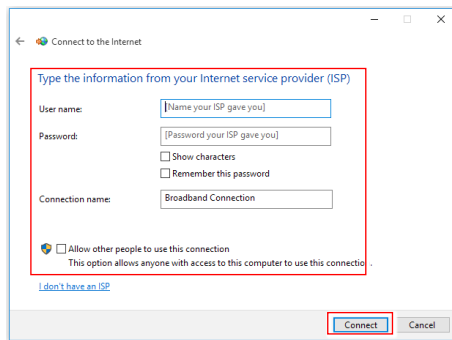 Connect to the Internet
Type the information from your Internet service provider (ISP)
User name: [Name your ISP gave you]
Password: [Password your ISP gave you]
Show characters
Remember this password
Connection name: Broadband Connection
Allow other people to use this connection
This option allows anyone with access to this computer to use this connection.
I don't have an ISP
Connect Cancel